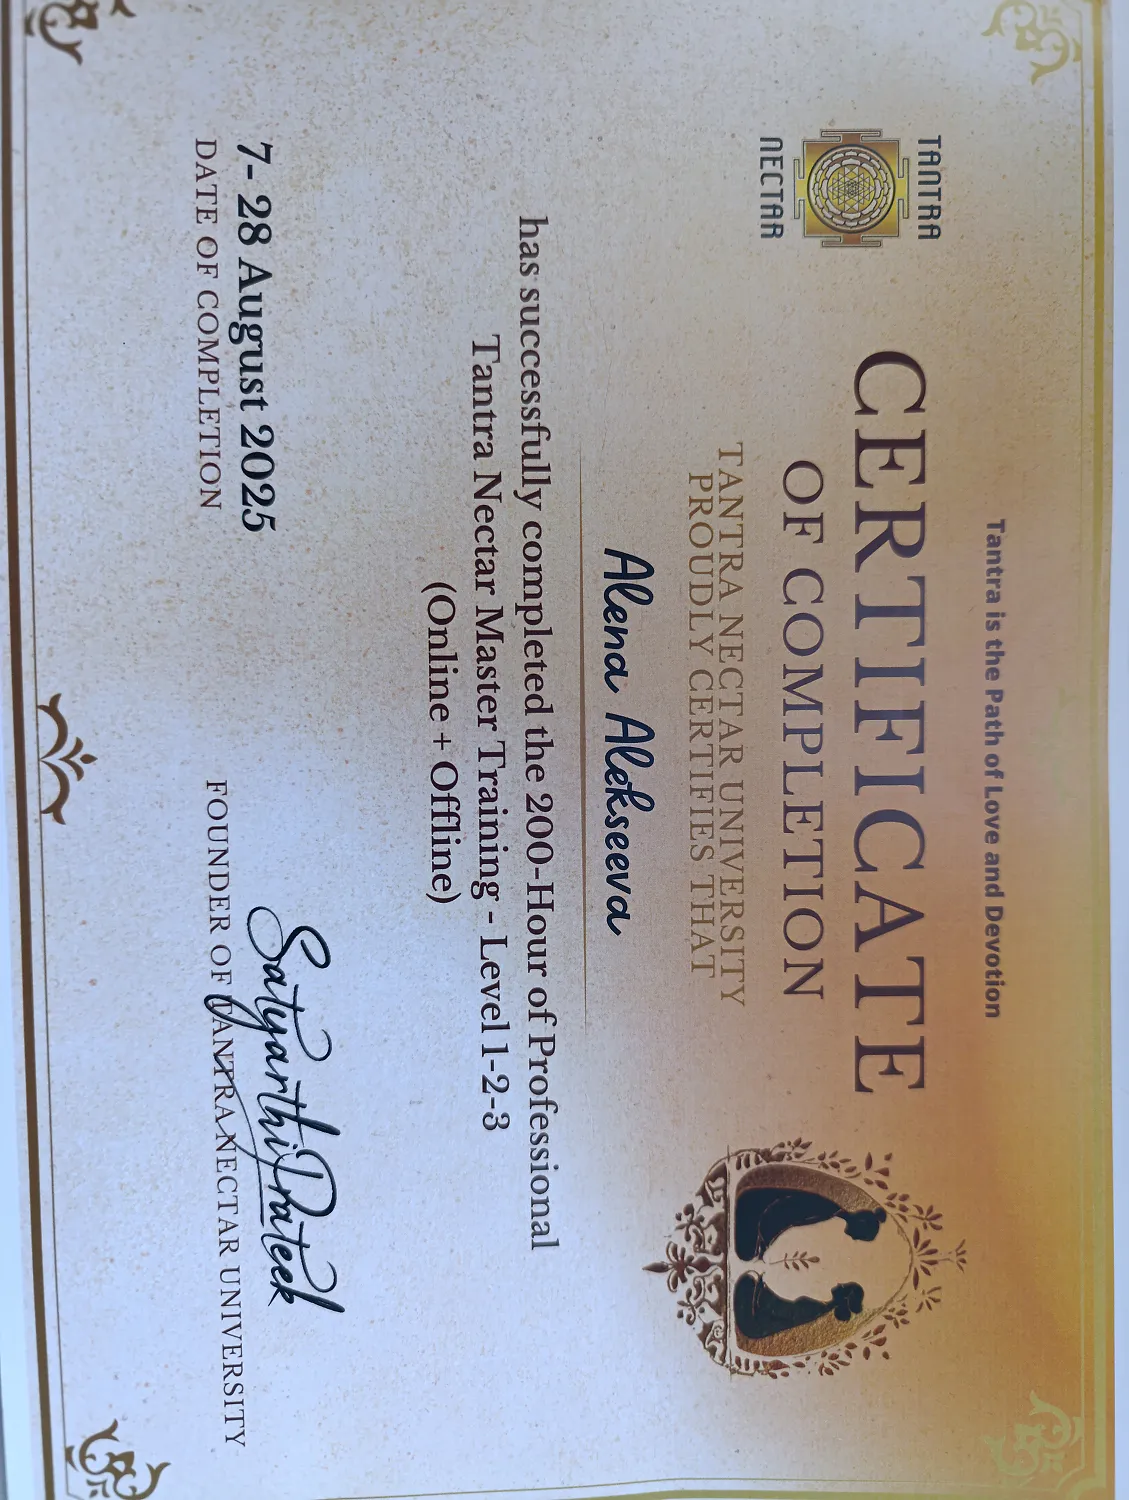 Tantra is the Path of Love and Devotion
TANTRA
NECTAR
CERTIFICATE
OF COMPLETION
TANTRA NECTAR UNIVERSITY
PROUDLY CERTIFIES THAT
Alena Alekseeva
has successfully completed the 200-Hour of Professional
Tantra Nectar Master Training - Level 1-2-3
(Online + Offline)
7- 28 August 2025
DATE OF COMPLETION
Satyarthi Prateek
FOUNDER OF TANTRA NECTAR UNIVERSITY